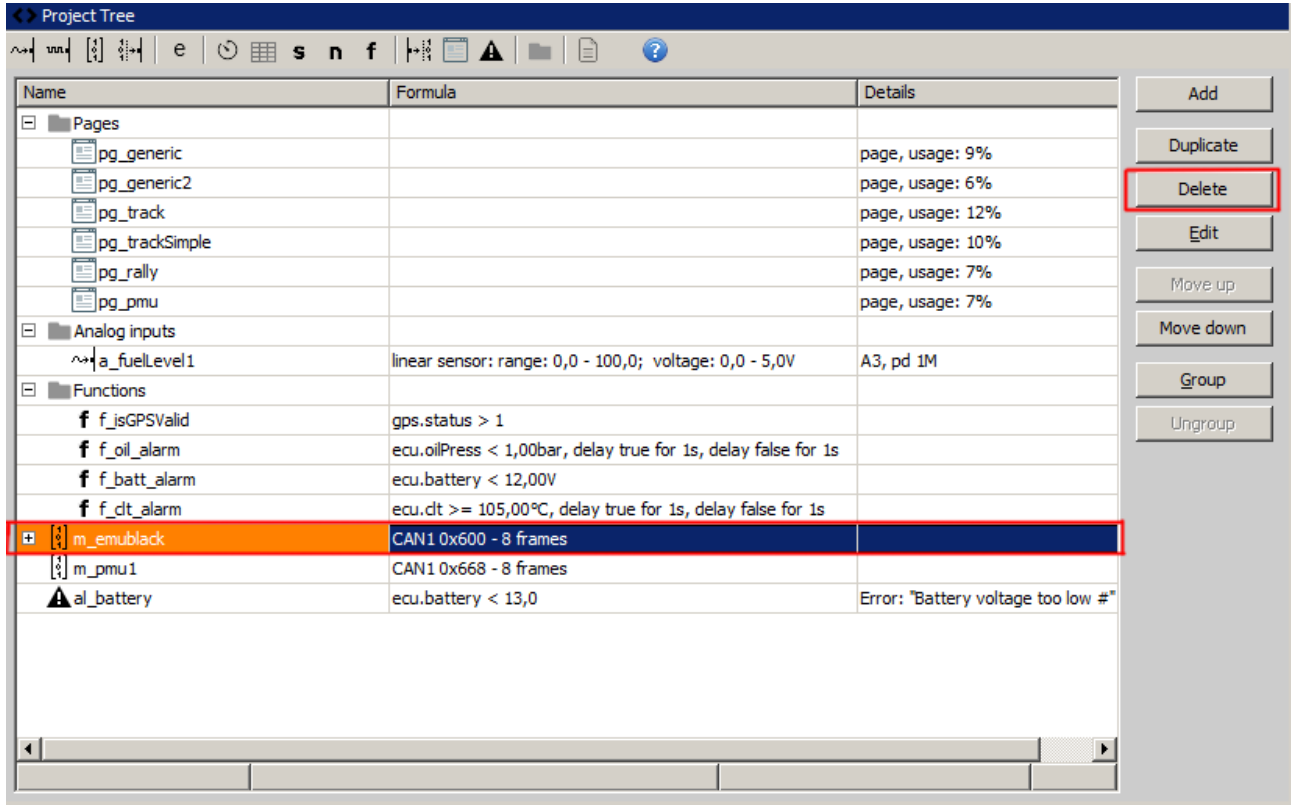 Project Tree
e s n f
Name Formula Details
Pages
pg_generic page, usage: 9%
pg_generic2 page, usage: 6%
pg_track page, usage: 12%
pg_trackSimple page, usage: 10%
pg_rally page, usage: 7%
pg_pmu page, usage: 7%
Analog inputs
a_fuelLevel1 linear sensor: range: 0,0 - 100,0; voltage: 0,0 - 5,0V A3, pd 1M
Functions
f f_isGPSValid gps.status > 1
f f_oil_alarm ecu.oilPress < 1,00bar, delay true for 1s, delay false for 1s
f f_batt_alarm ecu.battery < 12,00V
f f_clt_alarm ecu.clt >= 105,00°C, delay true for 1s, delay false for 1s
m_emublack CAN1 0x600 - 8 frames
m_pmu1 CAN1 0x668 - 8 frames
al_battery ecu.battery < 13,0 Error: "Battery voltage too low #"
Add
Duplicate
Delete
Edit
Move up
Move down
Group
Ungroup